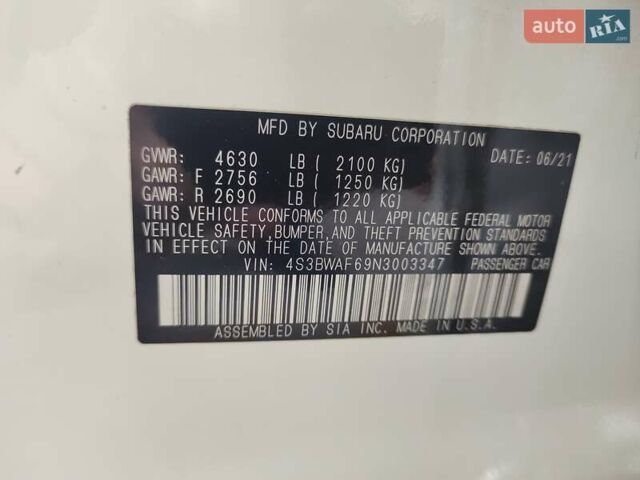 auto RIA.com
MFD BY SUBARU CORPORATION
GVWR: 4630 LB ( 2100 KG) DATE: 06/21
GAWR: F 2756 LB ( 1250 KG)
GAWR: R 2690 LB ( 1220 KG)
THIS VEHICLE CONFORMS TO ALL APPLICABLE FEDERAL MOTOR
VEHICLE SAFETY,BUMPER,AND THEFT PREVENTION STANDARDS
IN EFFECT ON THE DATE OF MANUFACTURE SHOWN ABOVE.
VIN: 4S3BWAF69N3003347 PASSENGER CAR
ASSEMBLED BY SIA INC. MADE IN U.S.A.